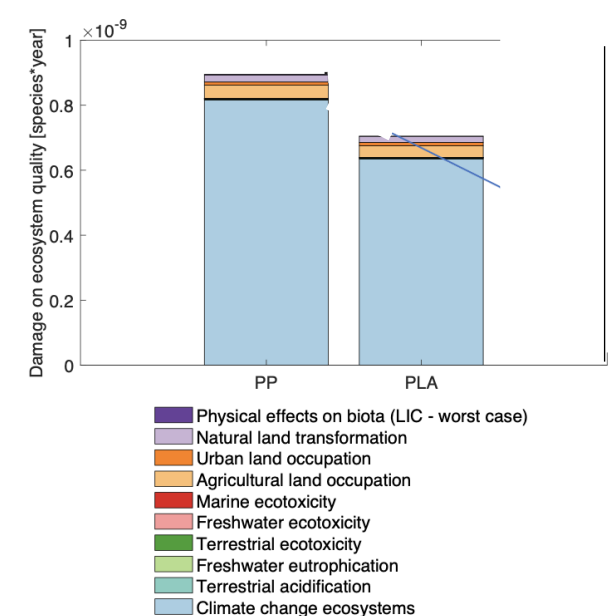 ×10-9
1
0.8
0.6
0.4
0.2
0
Damage on ecosystem quality [species*year]
PP PLA
Physical effects on biota (LIC - worst case)
Natural land transformation
Urban land occupation
Agricultural land occupation
Marine ecotoxicity
Freshwater ecotoxicity
Terrestrial ecotoxicity
Freshwater eutrophication
Terrestrial acidification
Climate change ecosystems